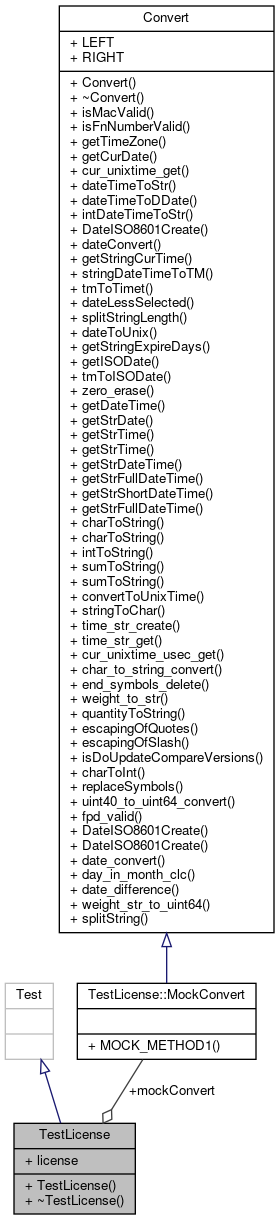 Convert
+ LEFT
+ RIGHT
+ Convert()
+ ~Convert()
+ isMacValid()
+ isFnNumberValid()
+ getTimeZone()
+ getCurDate()
+ cur_unixtime_get()
+ dateTimeToStr()
+ dateTimeToDDate()
+ intDateTimeToStr()
+ DateISO8601Create()
+ dateConvert()
+ getStringCurTime()
+ stringDateTimeToTM()
+ tmToTimet()
+ dateLessSelected()
+ splitStringLength()
+ dateToUnix()
+ getStringExpireDays()
+ getISODate()
+ tmToISODate()
+ zero_erase()
+ getDateTime()
+ getStrDate()
+ getStrTime()
+ getStrTime()
+ getStrDateTime()
+ getStrFullDateTime()
+ getStrShortDateTime()
+ getStrFullDateTime()
+ charToString()
+ charToString()
+ intToString()
+ sumToString()
+ sumToString()
+ convertToUnixTime()
+ stringToChar()
+ time_str_create()
+ time_str_get()
+ cur_unixtime_usec_get()
+ char_to_string_convert()
+ end_symbols_delete()
+ weight_to_str()
+ quantityToString()
+ escapingOfQuotes()
+ escapingOfSlash()
+ isDoUpdateCompareVersions()
+ charToInt()
+ replaceSymbols()
+ uint40_to_uint64_convert()
+ fpd_valid()
+ DateISO8601Create()
+ DateISO8601Create()
+ date_convert()
+ day_in_month_clc()
+ date_difference()
+ weight_str_to_uint64()
+ splitString()
Test
TestLicense::MockConvert
+ MOCK_METHOD1()
+mockConvert
TestLicense
+ license
+ TestLicense()
+ ~TestLicense()